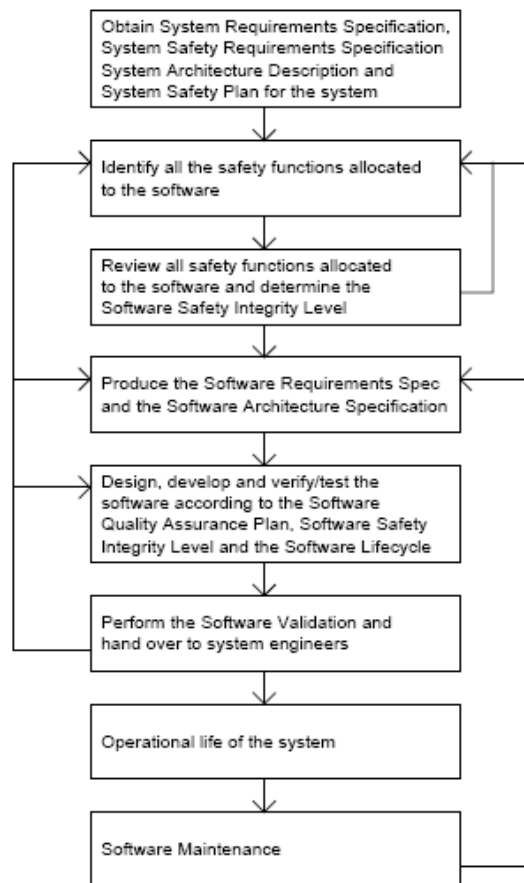 Obtain System Requirements Specification,
System Safety Requirements Specification
System Architecture Description and
System Safety Plan for the system
Identify all the safety functions allocated
to the software
Review all safety functions allocated
to the software and determine the
Software Safety Integrity Level
Produce the Software Requirements Spec
and the Software Architecture Specification
Design, develop and verify/test the
software according to the Software
Quality Assurance Plan, Software Safety
Integrity Level and the Software Lifecycle
Perform the Software Validation and
hand over to system engineers
Operational life of the system
Software Maintenance